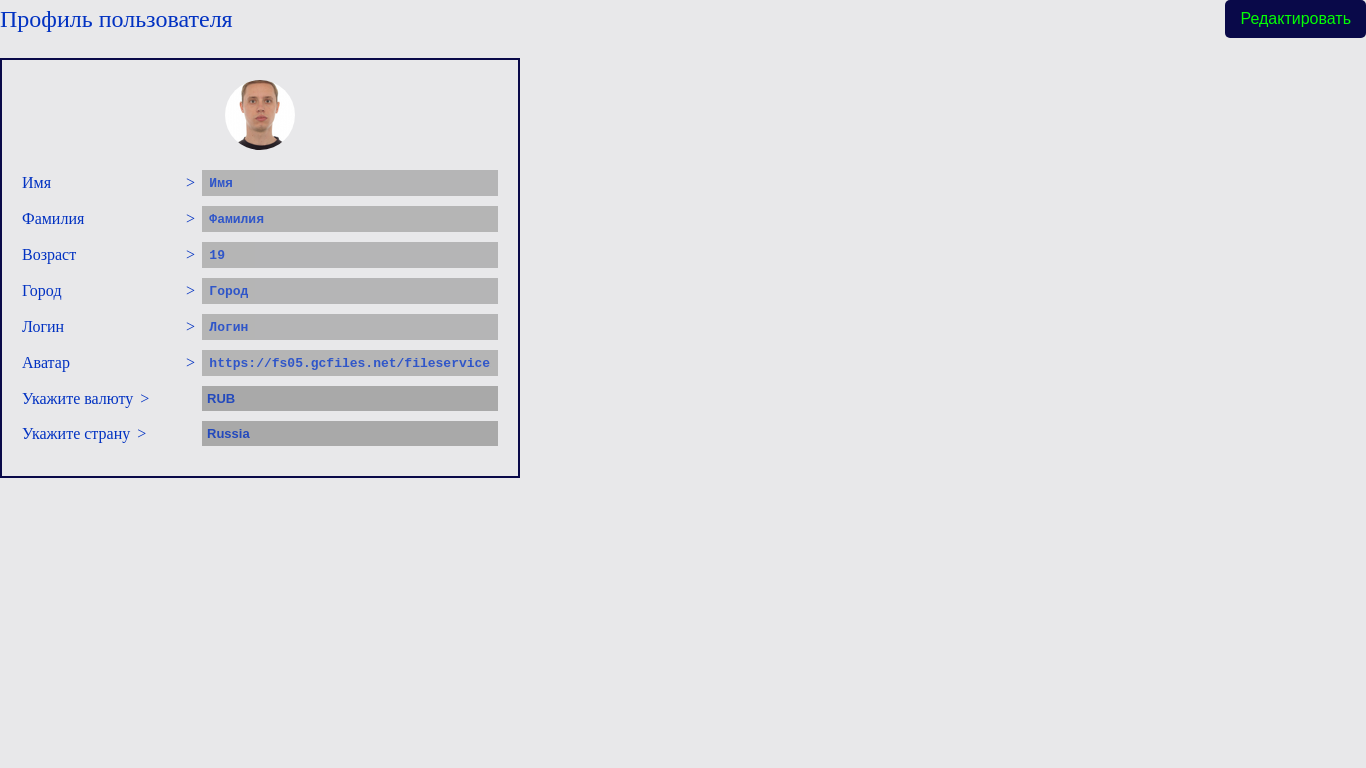 Профиль пользователя
Редактировать
Имя > Имя
Фамилия > Фамилия
Возраст > 19
Город > Город
Логин > Логин
Аватар > https://fs05.gcfiles.net/fileservice
Укажите валюту > RUB
Укажите страну > Russia